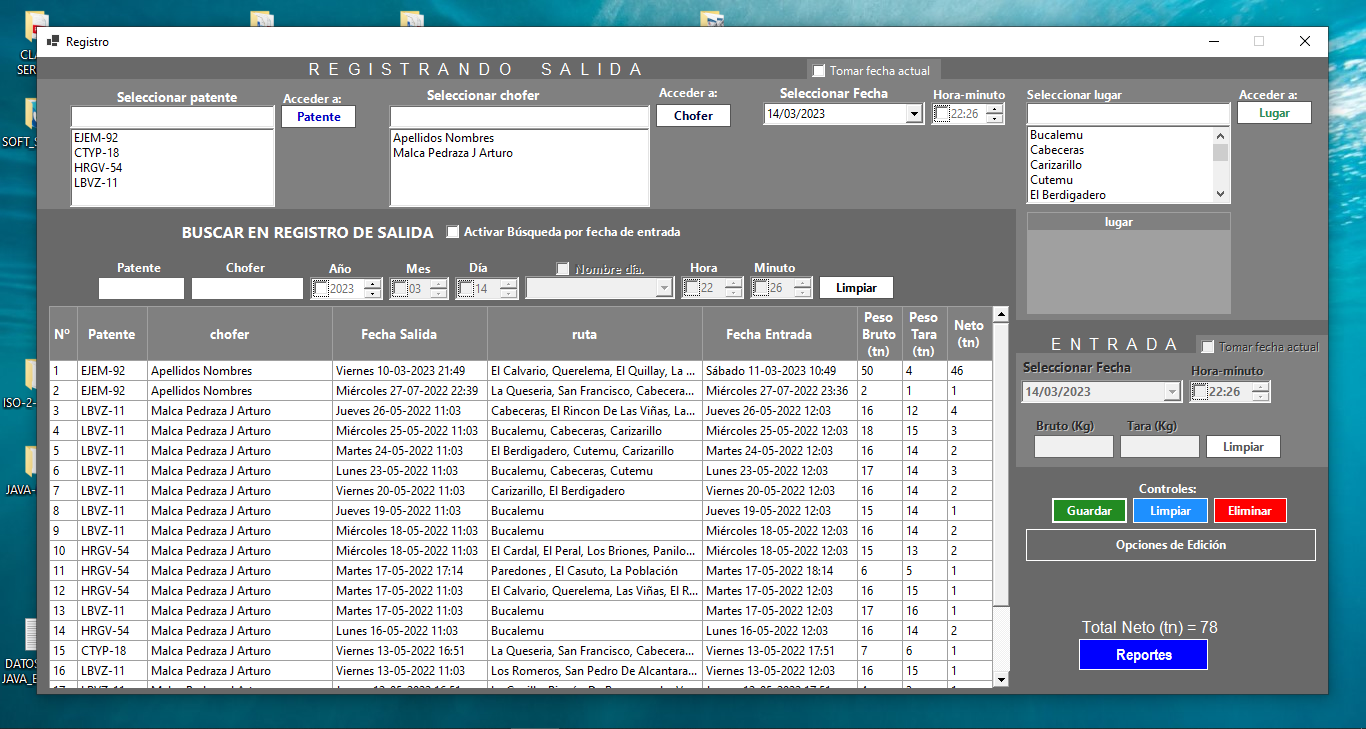 Registro
REGISTRANDO SALIDA
Tomar fecha actual
Seleccionar patente
Acceder a:
Patente
EJEM-92
CTYP-18
HRGV-54
LBVZ-11
Seleccionar chofer
Acceder a:
Chofer
Apellidos Nombres
Malca Pedraza J Arturo
Seleccionar Fecha
14/03/2023
Hora-minuto
22:26
Seleccionar lugar
Acceder a:
Lugar
Bucalemu
Cabeceras
Carizarillo
Cutemu
El Berdigadero
lugar
BUSCAR EN REGISTRO DE SALIDA
Activar Búsqueda por fecha de entrada
Patente Chofer Año Mes Día Nombre día. Hora Minuto
2023 03 14 22 26 Limpiar
Nº Patente chofer Fecha Salida ruta Fecha Entrada Peso Bruto (tn) Peso Tara (tn) Neto (tn)
1 EJEM-92 Apellidos Nombres Viernes 10-03-2023 21:49 El Calvario, Querelema, El Quillay, La ... Sábado 11-03-2023 10:49 50 4 46
2 EJEM-92 Apellidos Nombres Miércoles 27-07-2022 22:39 La Queseria, San Francisco, Cabecera... Miércoles 27-07-2022 23:36 2 1 1
3 LBVZ-11 Malca Pedraza J Arturo Jueves 26-05-2022 11:03 Cabeceras, El Rincon De Las Viñas, La... Jueves 26-05-2022 12:03 16 12 4
4 LBVZ-11 Malca Pedraza J Arturo Miércoles 25-05-2022 11:03 Bucalemu, Cabeceras, Carizarillo Miércoles 25-05-2022 12:03 18 15 3
5 LBVZ-11 Malca Pedraza J Arturo Martes 24-05-2022 11:03 El Berdigadero, Cutemu, Carizarillo Martes 24-05-2022 12:03 16 14 2
6 LBVZ-11 Malca Pedraza J Arturo Lunes 23-05-2022 11:03 Bucalemu, Cabeceras, Cutemu Lunes 23-05-2022 12:03 17 14 3
7 LBVZ-11 Malca Pedraza J Arturo Viernes 20-05-2022 11:03 Carizarillo, El Berdigadero Viernes 20-05-2022 12:03 16 14 2
8 LBVZ-11 Malca Pedraza J Arturo Jueves 19-05-2022 11:03 Bucalemu Jueves 19-05-2022 12:03 15 14 1
9 LBVZ-11 Malca Pedraza J Arturo Miércoles 18-05-2022 11:03 Bucalemu Miércoles 18-05-2022 12:03 16 14 2
10 HRGV-54 Malca Pedraza J Arturo Miércoles 18-05-2022 11:03 El Cardal, El Peral, Los Briones, Panilo... Miércoles 18-05-2022 12:03 15 13 2
11 HRGV-54 Malca Pedraza J Arturo Martes 17-05-2022 17:14 Paredones , El Casuto, La Población Martes 17-05-2022 18:14 6 5 1
12 HRGV-54 Malca Pedraza J Arturo Martes 17-05-2022 11:03 El Calvario, Querelema, Las Viñas, El R... Martes 17-05-2022 12:03 16 15 1
13 LBVZ-11 Malca Pedraza J Arturo Martes 17-05-2022 11:03 Bucalemu Martes 17-05-2022 12:03 17 16 1
14 HRGV-54 Malca Pedraza J Arturo Lunes 16-05-2022 11:03 Bucalemu Lunes 16-05-2022 12:03 16 14 2
15 CTYP-18 Malca Pedraza J Arturo Viernes 13-05-2022 16:51 La Queseria, San Francisco, Cabecera... Viernes 13-05-2022 17:51 7 6 1
16 LBVZ-11 Malca Pedraza J Arturo Viernes 13-05-2022 11:03 Los Romeros, San Pedro De Alcantara... Viernes 13-05-2022 12:03 16 15 1
ENTRADA
Tomar fecha actual
Seleccionar Fecha
14/03/2023
Hora-minuto
22:26
Bruto (Kg) Tara (Kg)
Limpiar
Controles:
Guardar Limpiar Eliminar
Opciones de Edición
Total Neto (tn) = 78
Reportes
CL
SER
SOFT_S
ISO-2-
JAVA-
DATOS
JAVA_E